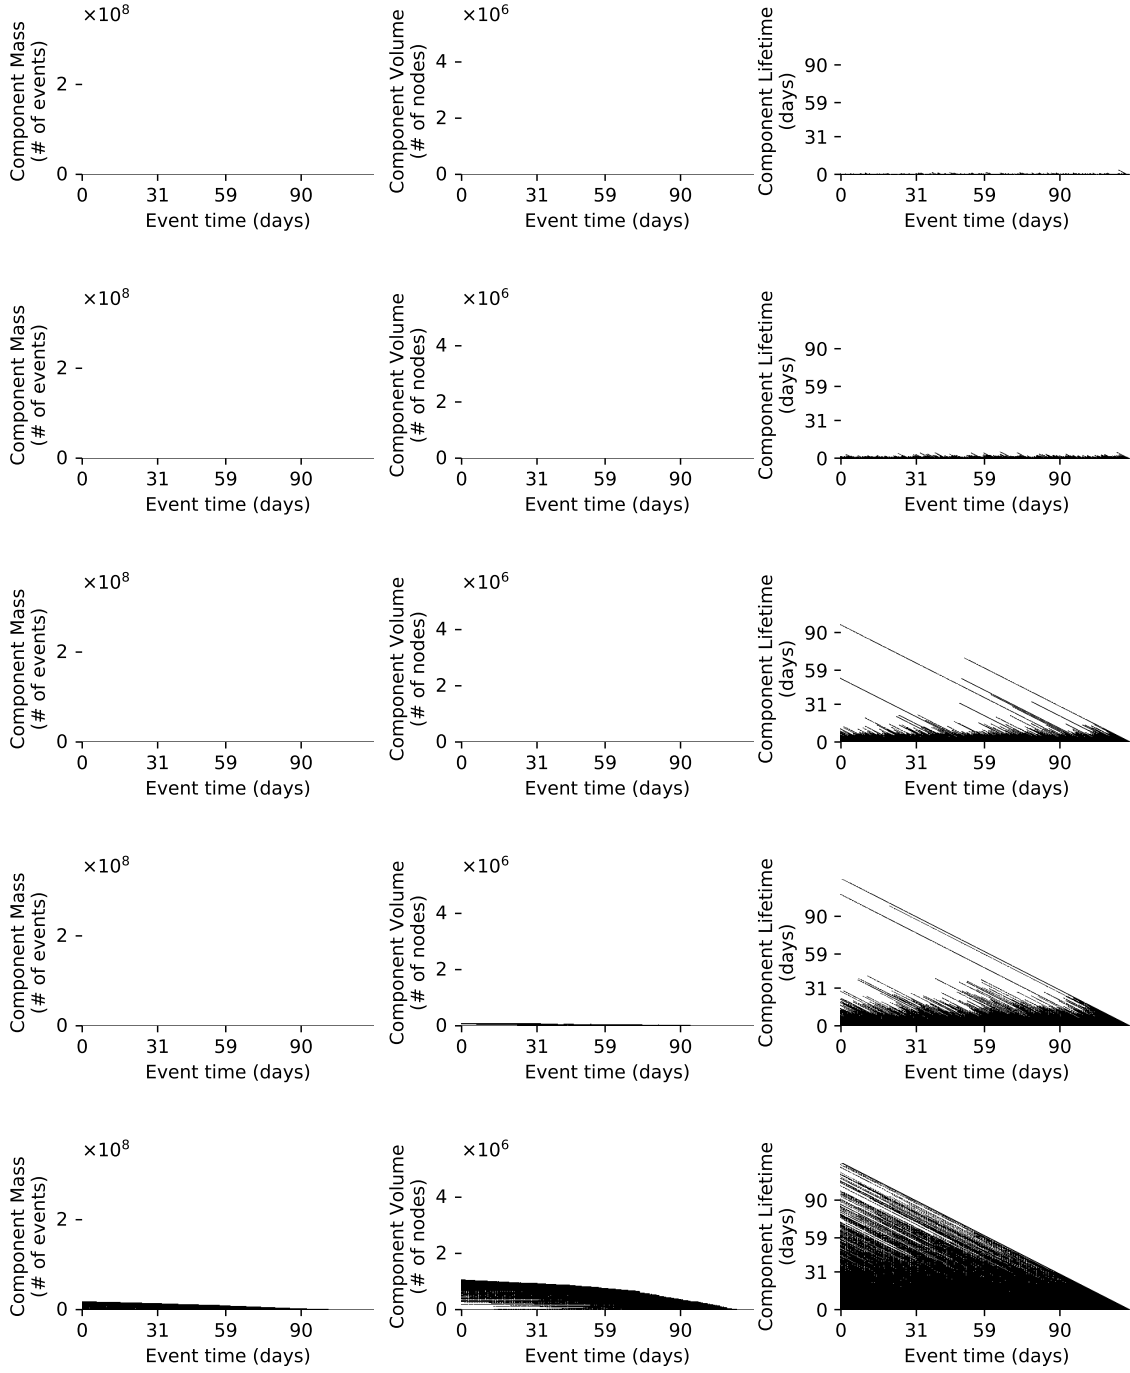 ×10⁸
Component Mass
(# of events)
2
0
0 31 59 90
Event time (days)
×10⁶
Component Volume
(# of nodes)
4
2
0
0 31 59 90
Event time (days)
Component Lifetime
(days)
90
59
31
0
0 31 59 90
Event time (days)
×10⁸
Component Mass
(# of events)
2
0
0 31 59 90
Event time (days)
×10⁶
Component Volume
(# of nodes)
4
2
0
0 31 59 90
Event time (days)
Component Lifetime
(days)
90
59
31
0
0 31 59 90
Event time (days)
×10⁸
Component Mass
(# of events)
2
0
0 31 59 90
Event time (days)
×10⁶
Component Volume
(# of nodes)
4
2
0
0 31 59 90
Event time (days)
Component Lifetime
(days)
90
59
31
0
0 31 59 90
Event time (days)
×10⁸
Component Mass
(# of events)
2
0
0 31 59 90
Event time (days)
×10⁶
Component Volume
(# of nodes)
4
2
0
0 31 59 90
Event time (days)
Component Lifetime
(days)
90
59
31
0
0 31 59 90
Event time (days)
×10⁸
Component Mass
(# of events)
2
0
0 31 59 90
Event time (days)
×10⁶
Component Volume
(# of nodes)
4
2
0
0 31 59 90
Event time (days)
Component Lifetime
(days)
90
59
31
0
0 31 59 90
Event time (days)